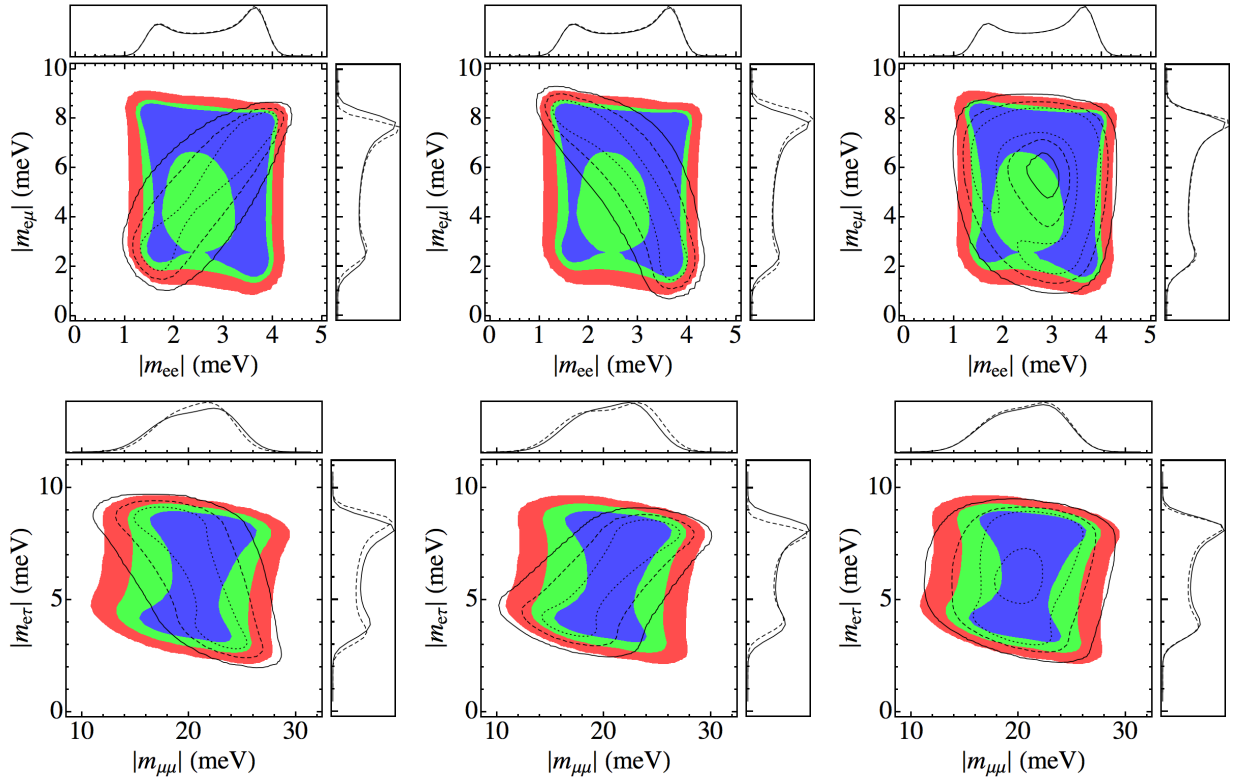 10
8
6
4
2
0
|m_eμ| (meV)
0 1 2 3 4 5
|m_ee| (meV)
10
8
6
4
2
0
|m_eμ| (meV)
0 1 2 3 4 5
|m_ee| (meV)
10
8
6
4
2
0
|m_eμ| (meV)
0 1 2 3 4 5
|m_ee| (meV)
10
5
0
|m_eτ| (meV)
10 20 30
|m_μμ| (meV)
10
5
0
|m_eτ| (meV)
10 20 30
|m_μμ| (meV)
10
5
0
|m_eτ| (meV)
10 20 30
|m_μμ| (meV)